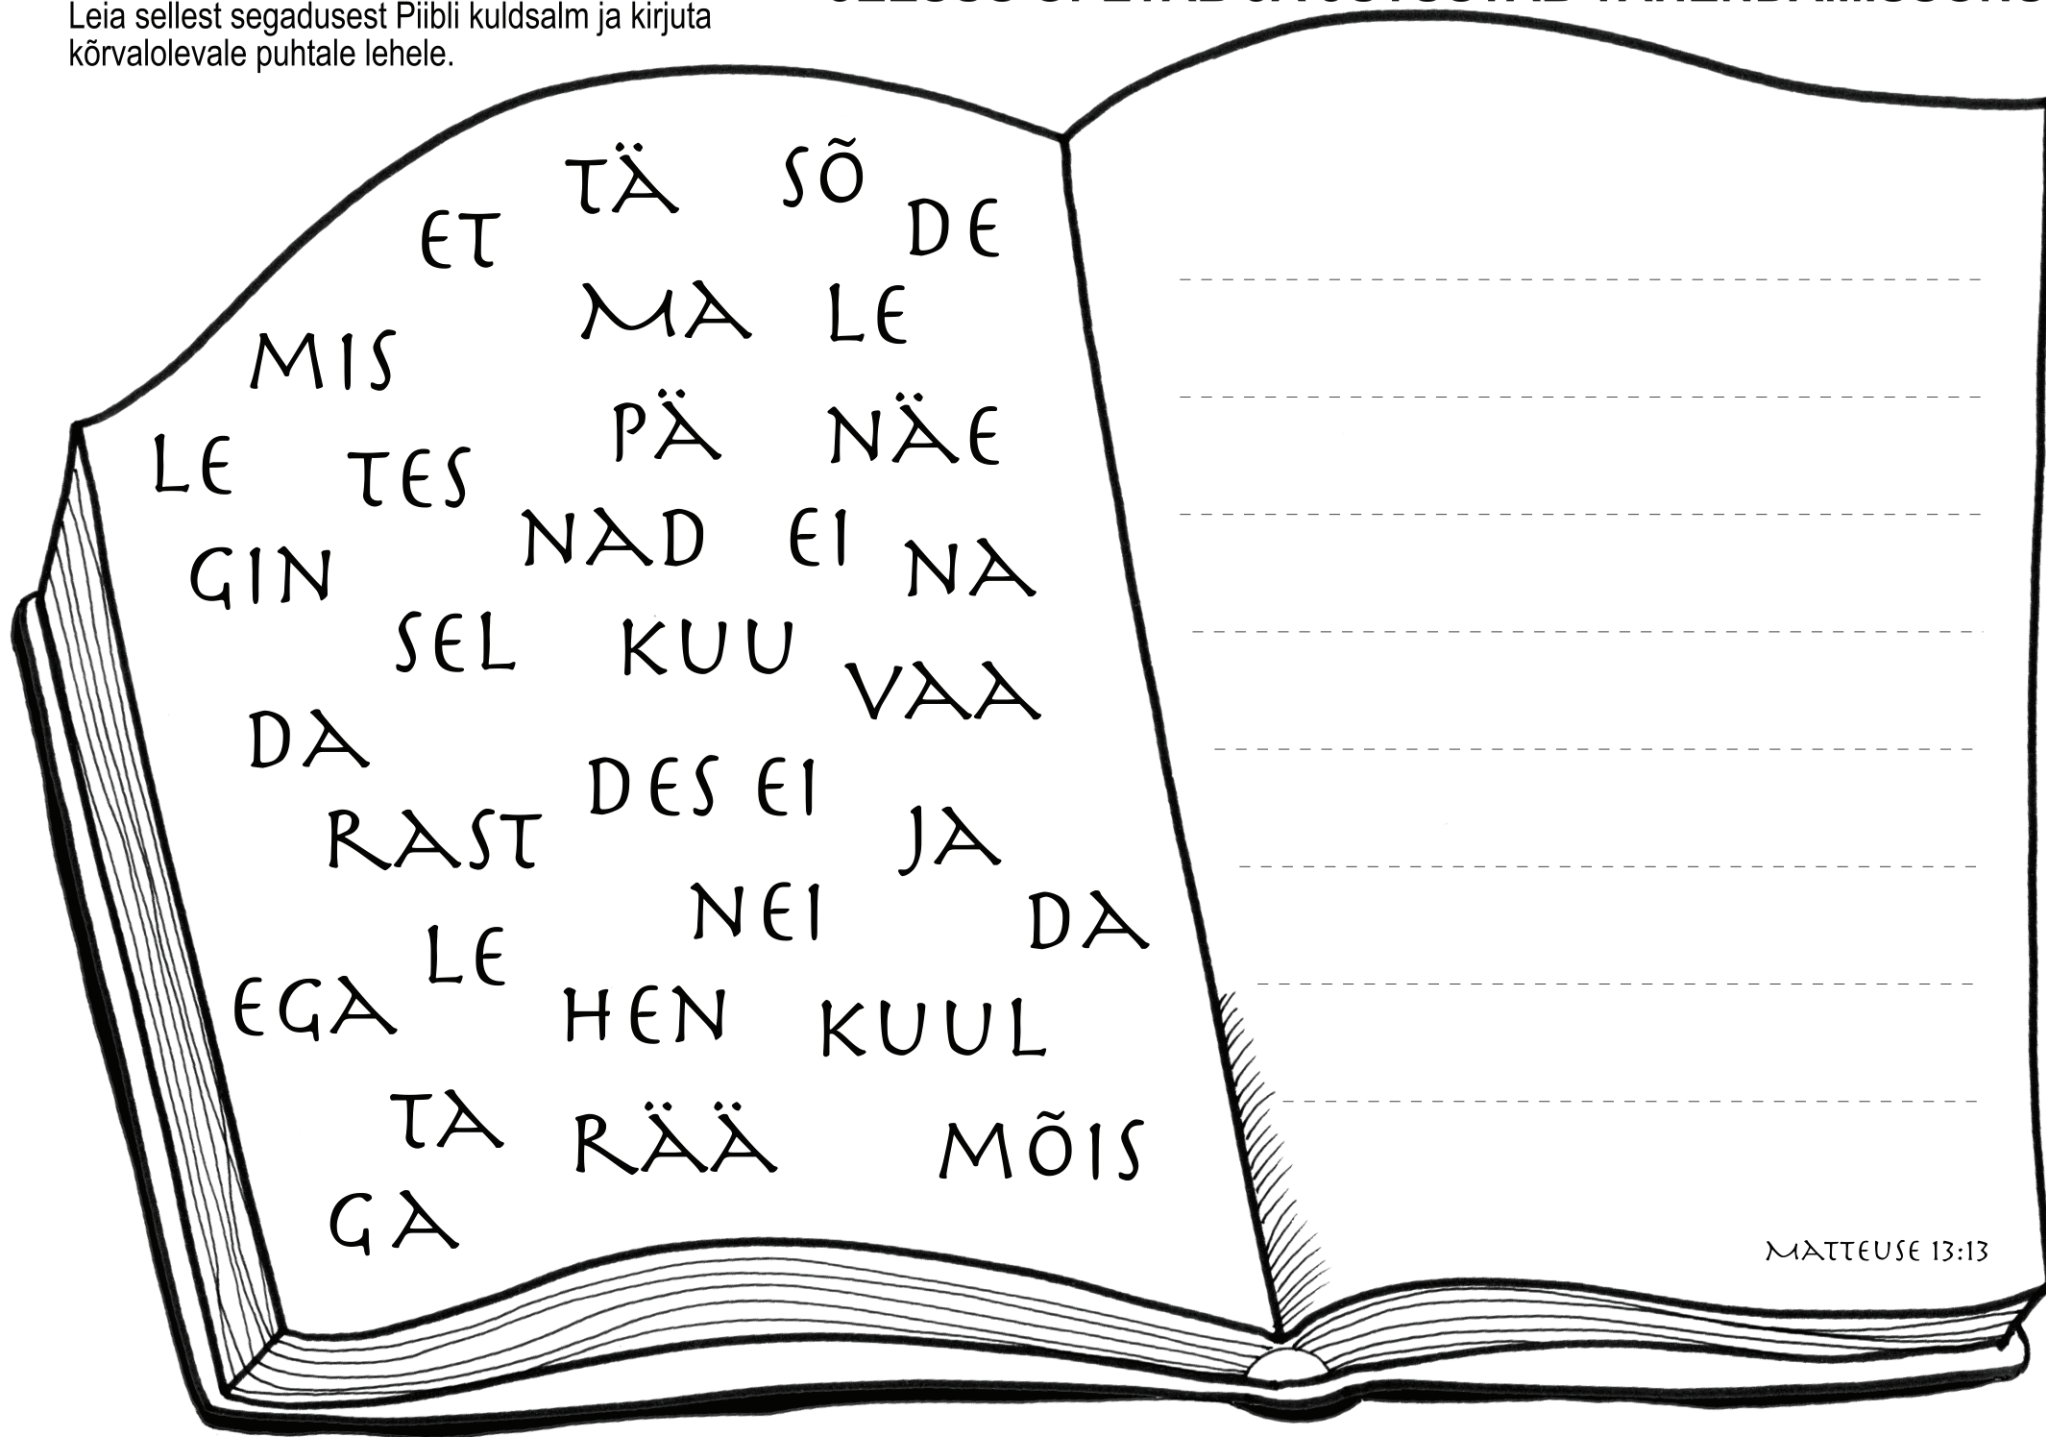 Leia sellest segadusest Piibli kuldsalm ja kirjuta
kõrvalolevale puhtale lehele.
TÄ SÕ
ET DE
MA LE
MIS
PÄ NÄE
LE TES
NAD EI NA
GIN
SEL KUU
VAA
DA
DES EI
RAST JA
NEI DA
LE
EGA HEN KUUL
TA RÄÄ MÕIS
GA
MATTEUSE 13:13